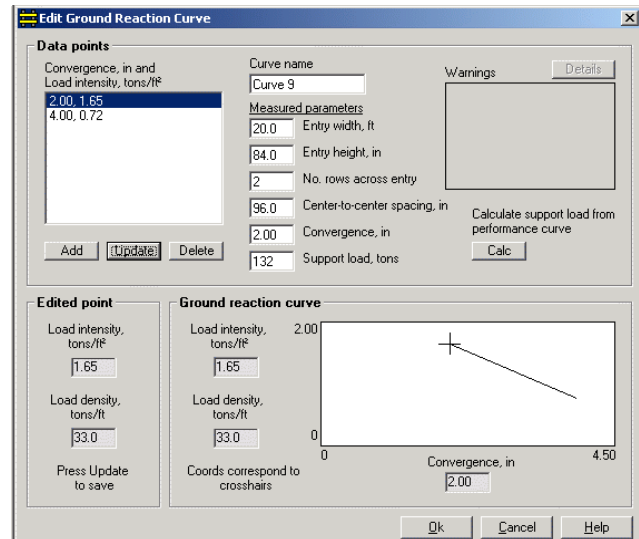 Edit Ground Reaction Curve
Data points
Convergence, in and
Load intensity, tons/ft²
2.00, 1.65
4.00, 0.72
Add
Update
Delete
Curve name
Curve 9
Measured parameters
20.0 Entry width, ft
84.0 Entry height, in
2 No. rows across entry
96.0 Center-to-center spacing, in
2.00 Convergence, in
132 Support load, tons
Warnings
Details
Calculate support load from
performance curve
Calc
Edited point
Load intensity,
tons/ft²
1.65
Load density,
tons/ft
33.0
Press Update
to save
Ground reaction curve
Load intensity,
tons/ft²
1.65
Load density,
tons/ft
33.0
Coords correspond to
crosshairs
2.00
0
0
4.50
Convergence, in
2.00
Ok
Cancel
Help